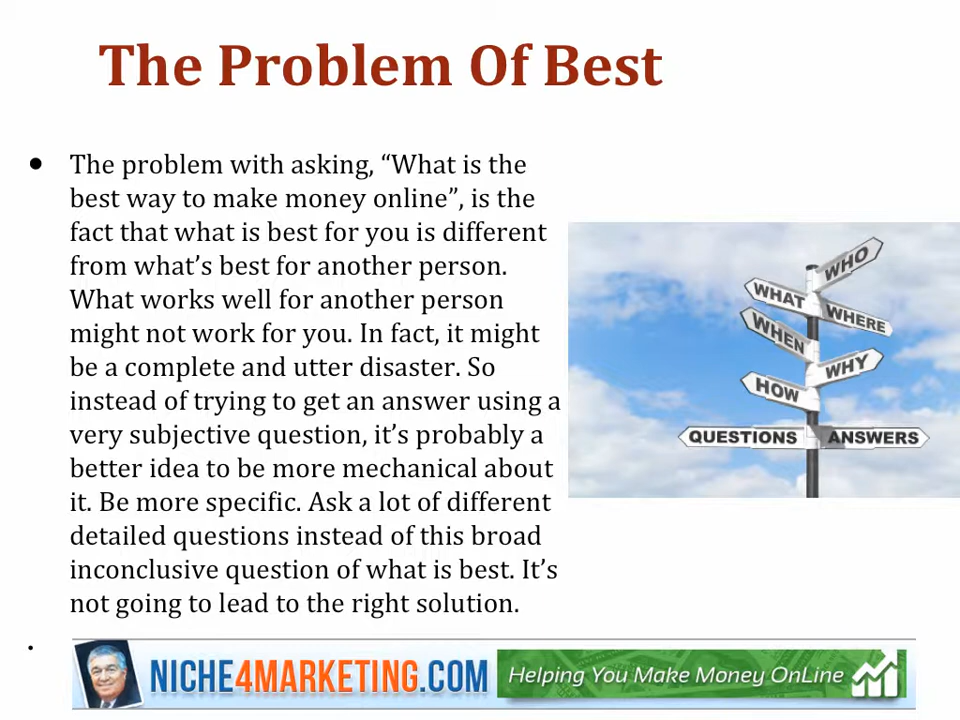 The Problem Of Best
● The problem with asking, “What is the
best way to make money online”, is the
fact that what is best for you is different
from what’s best for another person.
What works well for another person
might not work for you. In fact, it might
be a complete and utter disaster. So
instead of trying to get an answer using a
very subjective question, it’s probably a
better idea to be more mechanical about
it. Be more specific. Ask a lot of different
detailed questions instead of this broad
inconclusive question of what is best. It’s
not going to lead to the right solution.
WHO
WHAT
WHERE
WHEN
WHY
HOW
QUESTIONS ANSWERS
NICHE4MARKETING.COM Helping You Make Money OnLine